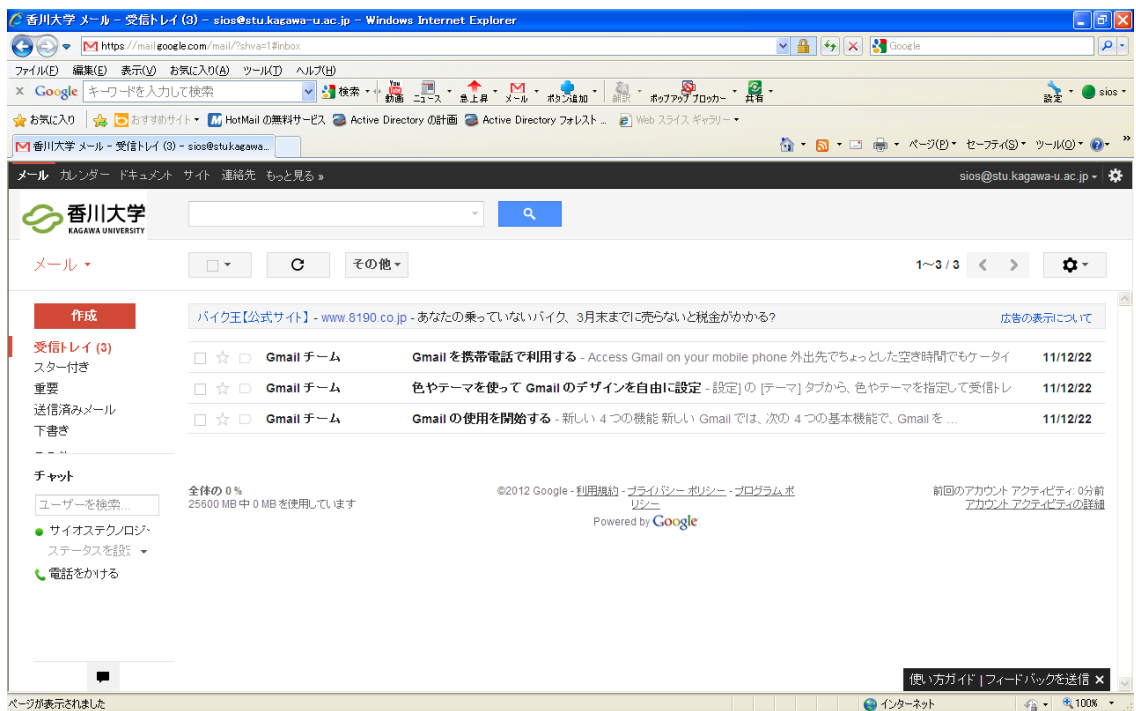 香川大学 メール - 受信トレイ (3) - sios@stu.kagawa-u.ac.jp - Windows Internet Explorer
https://mail.google.com/mail/?shva=1#inbox
Google
ファイル(F) 編集(E) 表示(V) お気に入り(A) ツール(T) ヘルプ(H)
× Google キーワードを入力して検索 検索 You 動画 ニュース 急上昇 メール ボタン追加 翻訳 ポップアップブロッカー 共有 設定 sios
お気に入り おすすめサイト HotMail の無料サービス Active Directory の計画 Active Directory フォレスト ... Web スライス ギャラリー
香川大学 メール - 受信トレイ (3) - sios@stu.kagawa... ページ(P) セーフティ(S) ツール(O) »
メール カレンダー ドキュメント サイト 連絡先 もっと見る » sios@stu.kagawa-u.ac.jp
香川大学
KAGAWA UNIVERSITY
メール その他 1～3 / 3
作成
バイク王【公式サイト】 - www.8190.co.jp - あなたの乗っていないバイク、3月末までに売らないと税金がかかる? 広告の表示について
受信トレイ (3)
スター付き
重要
送信済みメール
下書き
Gmail チーム Gmail を携帯電話で利用する - Access Gmail on your mobile phone 外出先でちょっとした空き時間でもケータイ 11/12/22
Gmail チーム 色やテーマを使って Gmail のデザインを自由に設定 - 設定] の [テーマ] タブから、色やテーマを指定して受信トレ 11/12/22
Gmail チーム Gmail の使用を開始する - 新しい 4 つの機能 新しい Gmail では、次の 4 つの基本機能で、Gmail を ... 11/12/22
チャット
ユーザーを検索...
サイオステクノロジ
ステータスを設
電話をかける
全体の 0 %
25600 MB 中 0 MB を使用しています
©2012 Google - 利用規約 - プライバシー ポリシー - プログラム ポ
リシー
Powered by Google
前回のアカウント アクティビティ: 0分前
アカウント アクティビティの詳細
使い方ガイド | フィードバックを送信 ×
ページが表示されました インターネット 100%